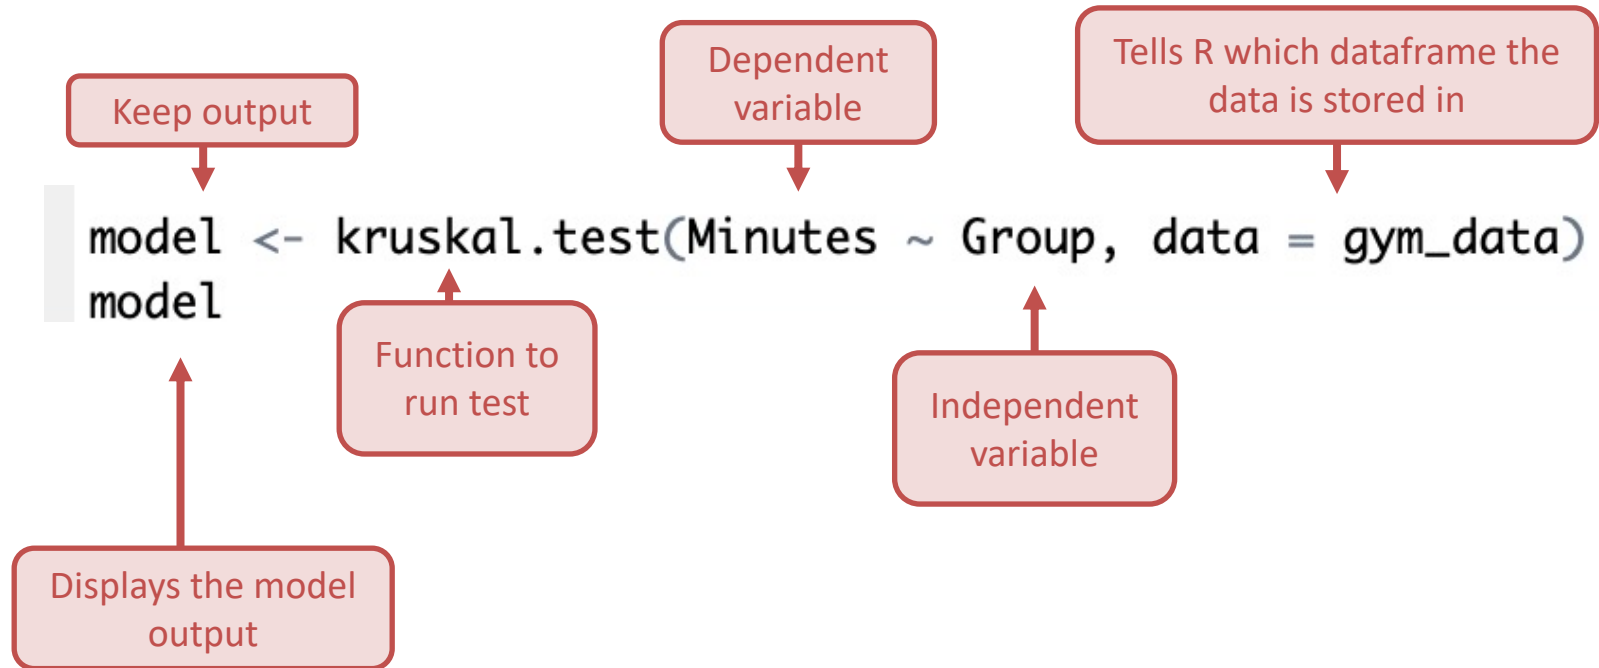 Dependent
variable
Tells R which dataframe the
data is stored in
Keep output
model <- kruskal.test(Minutes ~ Group, data = gym_data)
model
Function to
run test
Independent
variable
Displays the model
output